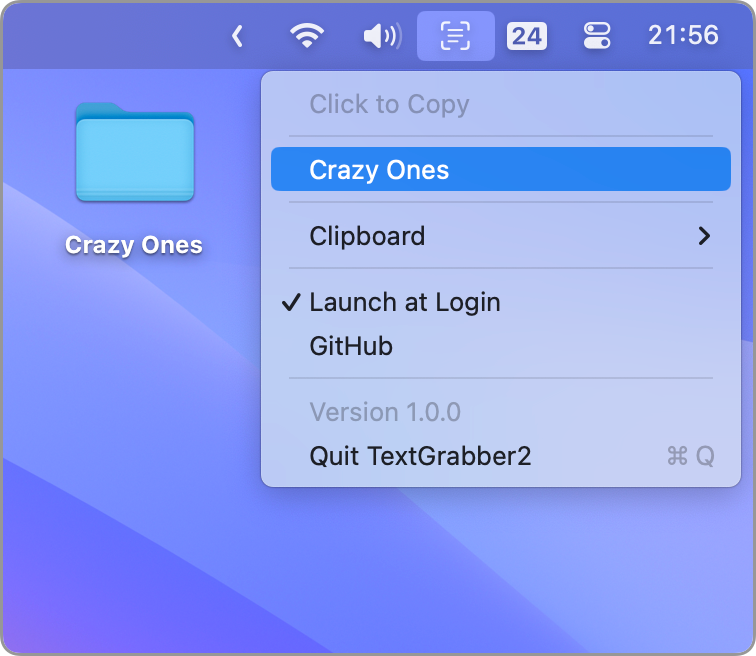 24
21:56
Click to Copy
Crazy Ones
Crazy Ones
Clipboard
Launch at Login
GitHub
Version 1.0.0
Quit TextGrabber2 ⌘ Q